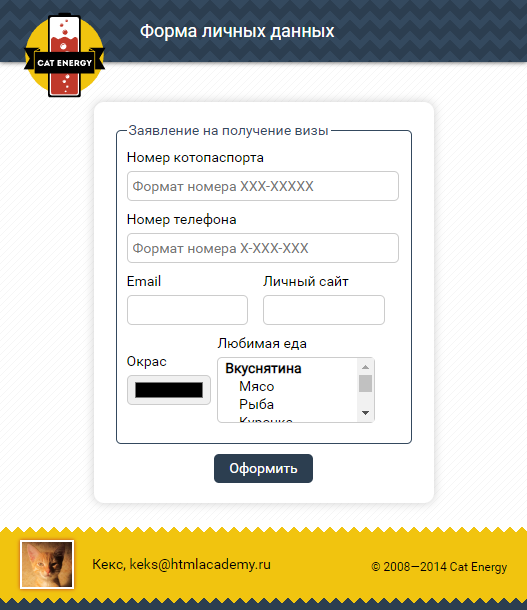 Форма личных данных
CAT ENERGY
Заявление на получение визы
Номер котопаспорта
Формат номера XXX-XXXXX
Номер телефона
Формат номера X-XXX-XXX
Email
Личный сайт
Любимая еда
Окрас
Вкуснятина
Мясо
Рыба
Курочка
Оформить
Кекс, keks@htmlacademy.ru
© 2008—2014 Cat Energy